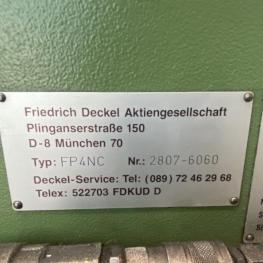 Friedrich Deckel Aktiengesellschaft
Plinganserstraße 150
D-8 München 70
Typ: FP4NC Nr.: 2807-6060
Deckel-Service: Tel: (089) 72 46 29 68
Telex: 522703 FDKUD D